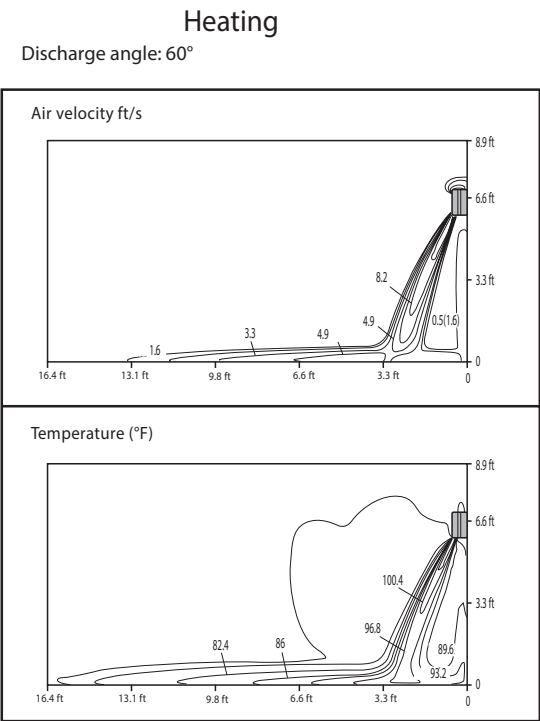 Heating
Discharge angle: 60°
Air velocity ft/s
8.9 ft
6.6 ft
8.2
3.3 ft
4.9
0.5(1.6)
3.3
4.9
1.6
0
16.4 ft 13.1 ft 9.8 ft 6.6 ft 3.3 ft 0
Temperature (°F)
8.9 ft
6.6 ft
100.4
3.3 ft
96.8
82.4
86
89.6
93.2
0
16.4 ft 13.1 ft 9.8 ft 6.6 ft 3.3 ft 0